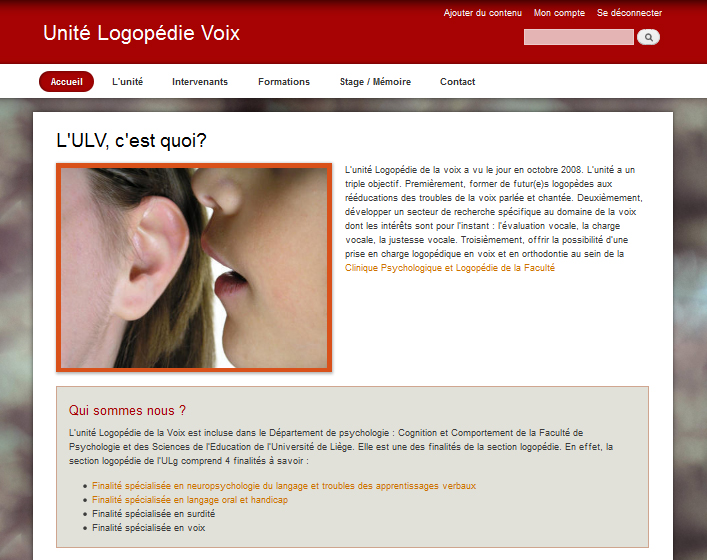 Ajouter du contenu Mon compte Se déconnecter
Unité Logopédie Voix
Accueil L'unité Intervenants Formations Stage / Mémoire Contact
L'ULV, c'est quoi?
L'unité Logopédie de la voix a vu le jour en octobre 2008. L'unité a un
triple objectif. Premièrement, former de futur(e)s logopèdes aux
rééducations des troubles de la voix parlée et chantée. Deuxièmement,
développer un secteur de recherche spécifique au domaine de la voix
dont les intérêts sont pour l'instant : l'évaluation vocale, la charge
vocale, la justesse vocale. Troisièmement, offrir la possibilité d'une
prise en charge logopédique en voix et en orthodontie au sein de la
Clinique Psychologique et Logopédie de la Faculté
Qui sommes nous ?
L'unité Logopédie de la Voix est incluse dans le Département de psychologie : Cognition et Comportement de la Faculté de
Psychologie et des Sciences de l'Education de l'Université de Liège. Elle est une des finalités de la section logopédie. En effet, la
section logopédie de l'ULg comprend 4 finalités à savoir :
Finalité spécialisée en neuropsychologie du langage et troubles des apprentissages verbaux
Finalité spécialisée en langage oral et handicap
Finalité spécialisée en surdité
Finalité spécialisée en voix